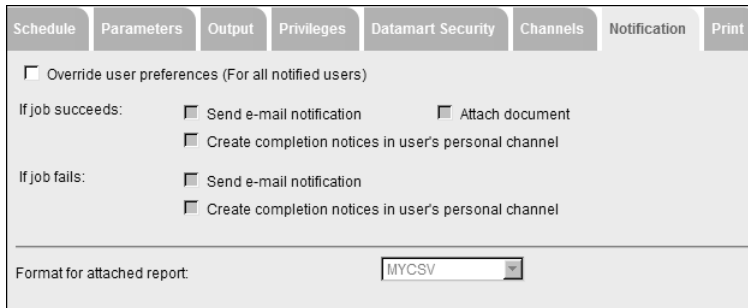 Schedule Parameters Output Privileges Datamart Security Channels Notification Print
Override user preferences (For all notified users)
If job succeeds: Send e-mail notification Attach document
Create completion notices in user's personal channel
If job fails: Send e-mail notification
Create completion notices in user's personal channel
Format for attached report: MYCSV